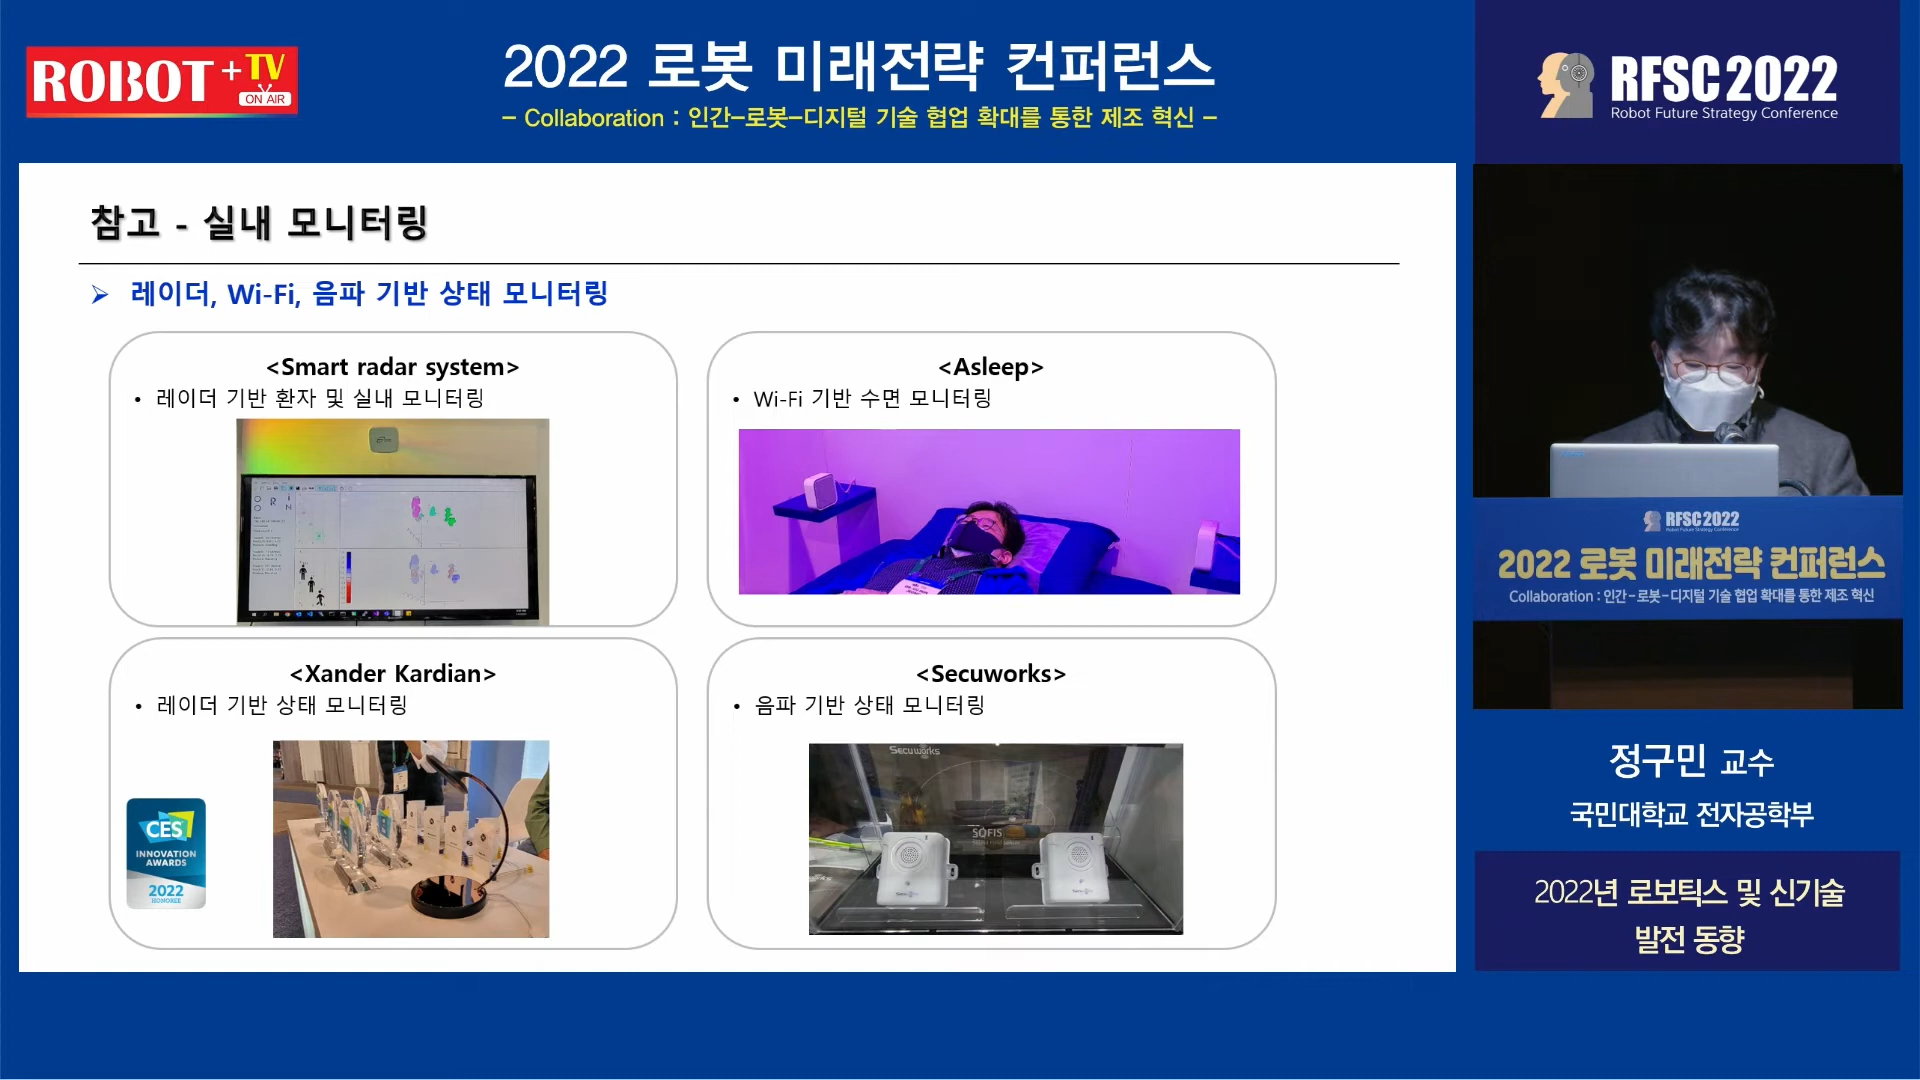 ROBOT+TV
ON AIR
2022 로봇 미래전략 컨퍼런스
– Collaboration : 인간–로봇–디지털 기술 협업 확대를 통한 제조 혁신 –
RFSC 2022
Robot Future Strategy Conference
참고 - 실내 모니터링
➢ 레이더, Wi-Fi, 음파 기반 상태 모니터링
<Smart radar system>
• 레이더 기반 환자 및 실내 모니터링
<Asleep>
• Wi-Fi 기반 수면 모니터링
<Xander Kardian>
• 레이더 기반 상태 모니터링
CES
INNOVATION
AWARDS
2022
HONOREE
<Secuworks>
• 음파 기반 상태 모니터링
Secuworks
SOFIS
RFSC 2022
Robot Future Strategy Conference
2022 로봇 미래전략 컨퍼런스
Collaboration : 인간-로봇-디지털 기술 협업 확대를 통한 제조 혁신
정구민 교수
국민대학교 전자공학부
2022년 로보틱스 및 신기술
발전 동향